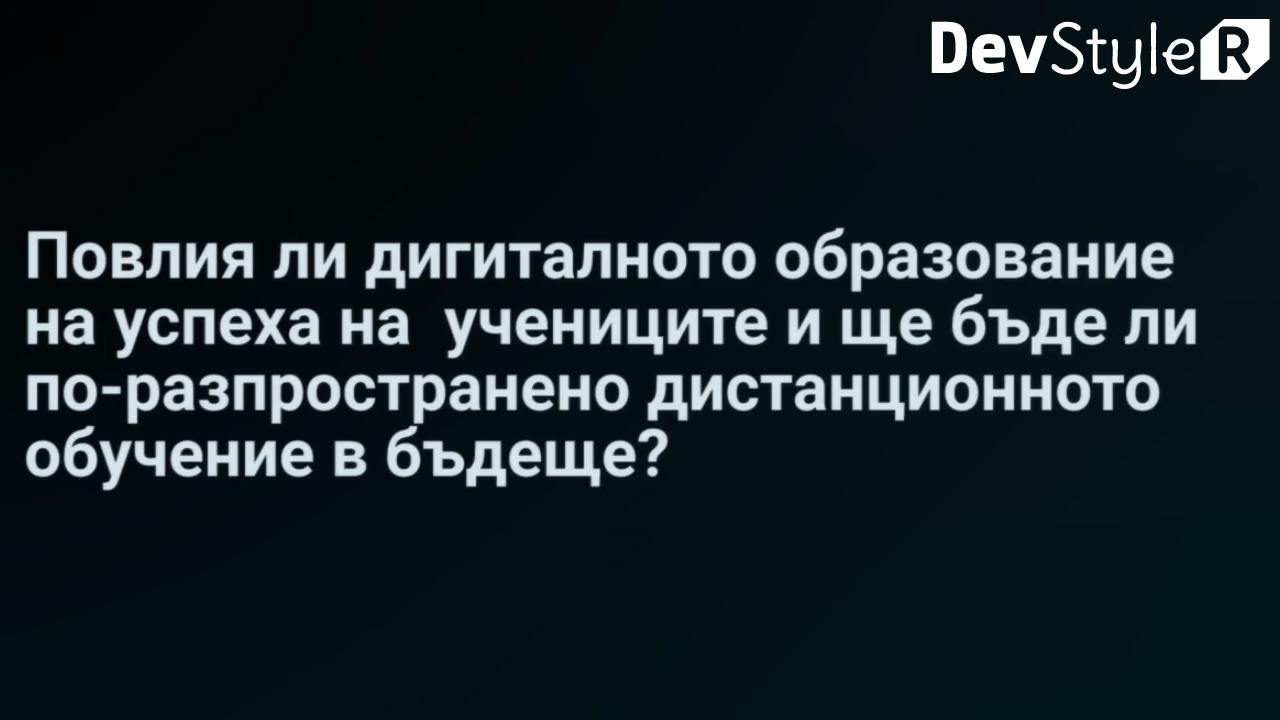 DevStyleR
Повлия ли дигиталното образование
на успеха на  учениците и ще бъде ли
по-разпространено дистанционното
обучение в бъдеще?